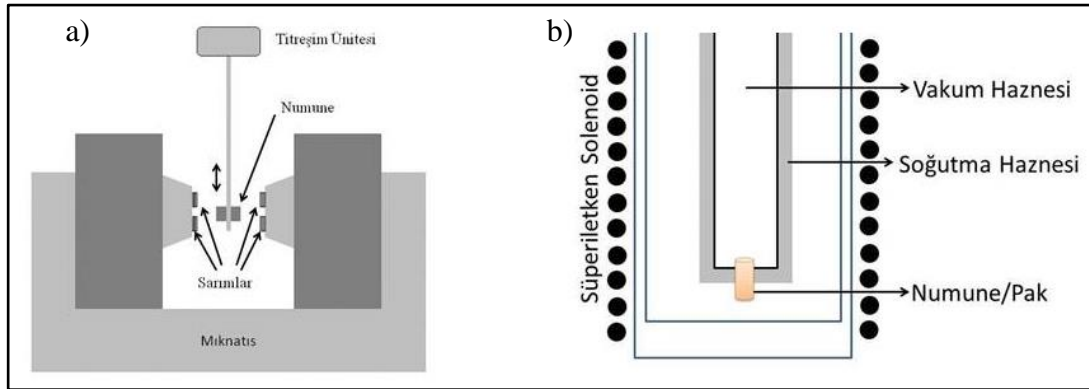 a)
Titreşim Ünitesi
Numune
Sarımlar
Mıknatıs
b)
Süperiletken Solenoid
Vakum Haznesi
Soğutma Haznesi
Numune/Pak